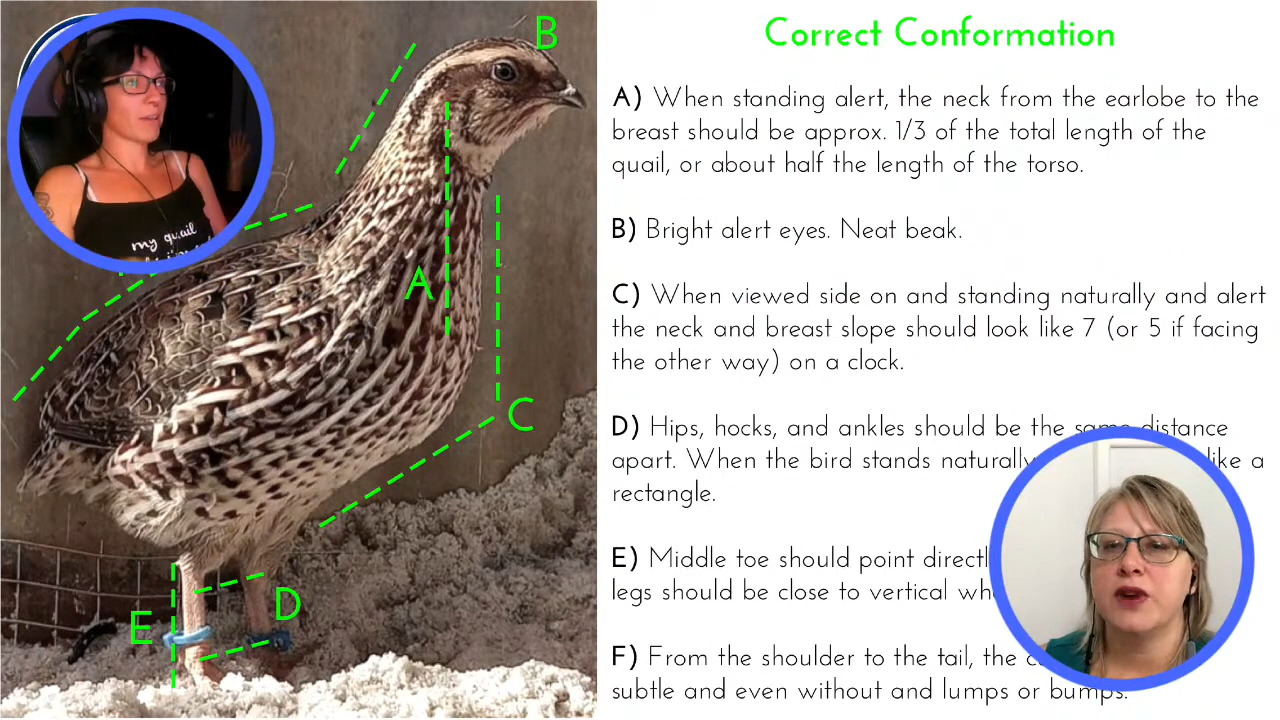 Correct Conformation
A) When standing alert, the neck from the earlobe to the
breast should be approx. 1/3 of the total length of the
quail, or about half the length of the torso.
B) Bright alert eyes. Neat beak.
C) When viewed side on and standing naturally and alert
the neck and breast slope should look like 7 (or 5 if facing
the other way) on a clock.
D) Hips, hocks, and ankles should be the same distance
apart. When the bird stands naturally like a
rectangle.
E) Middle toe should point directl
legs should be close to vertical
F) From the shoulder to the tail, the
subtle and even without and lumps or bumps.
B
A
C
D
E
my quail